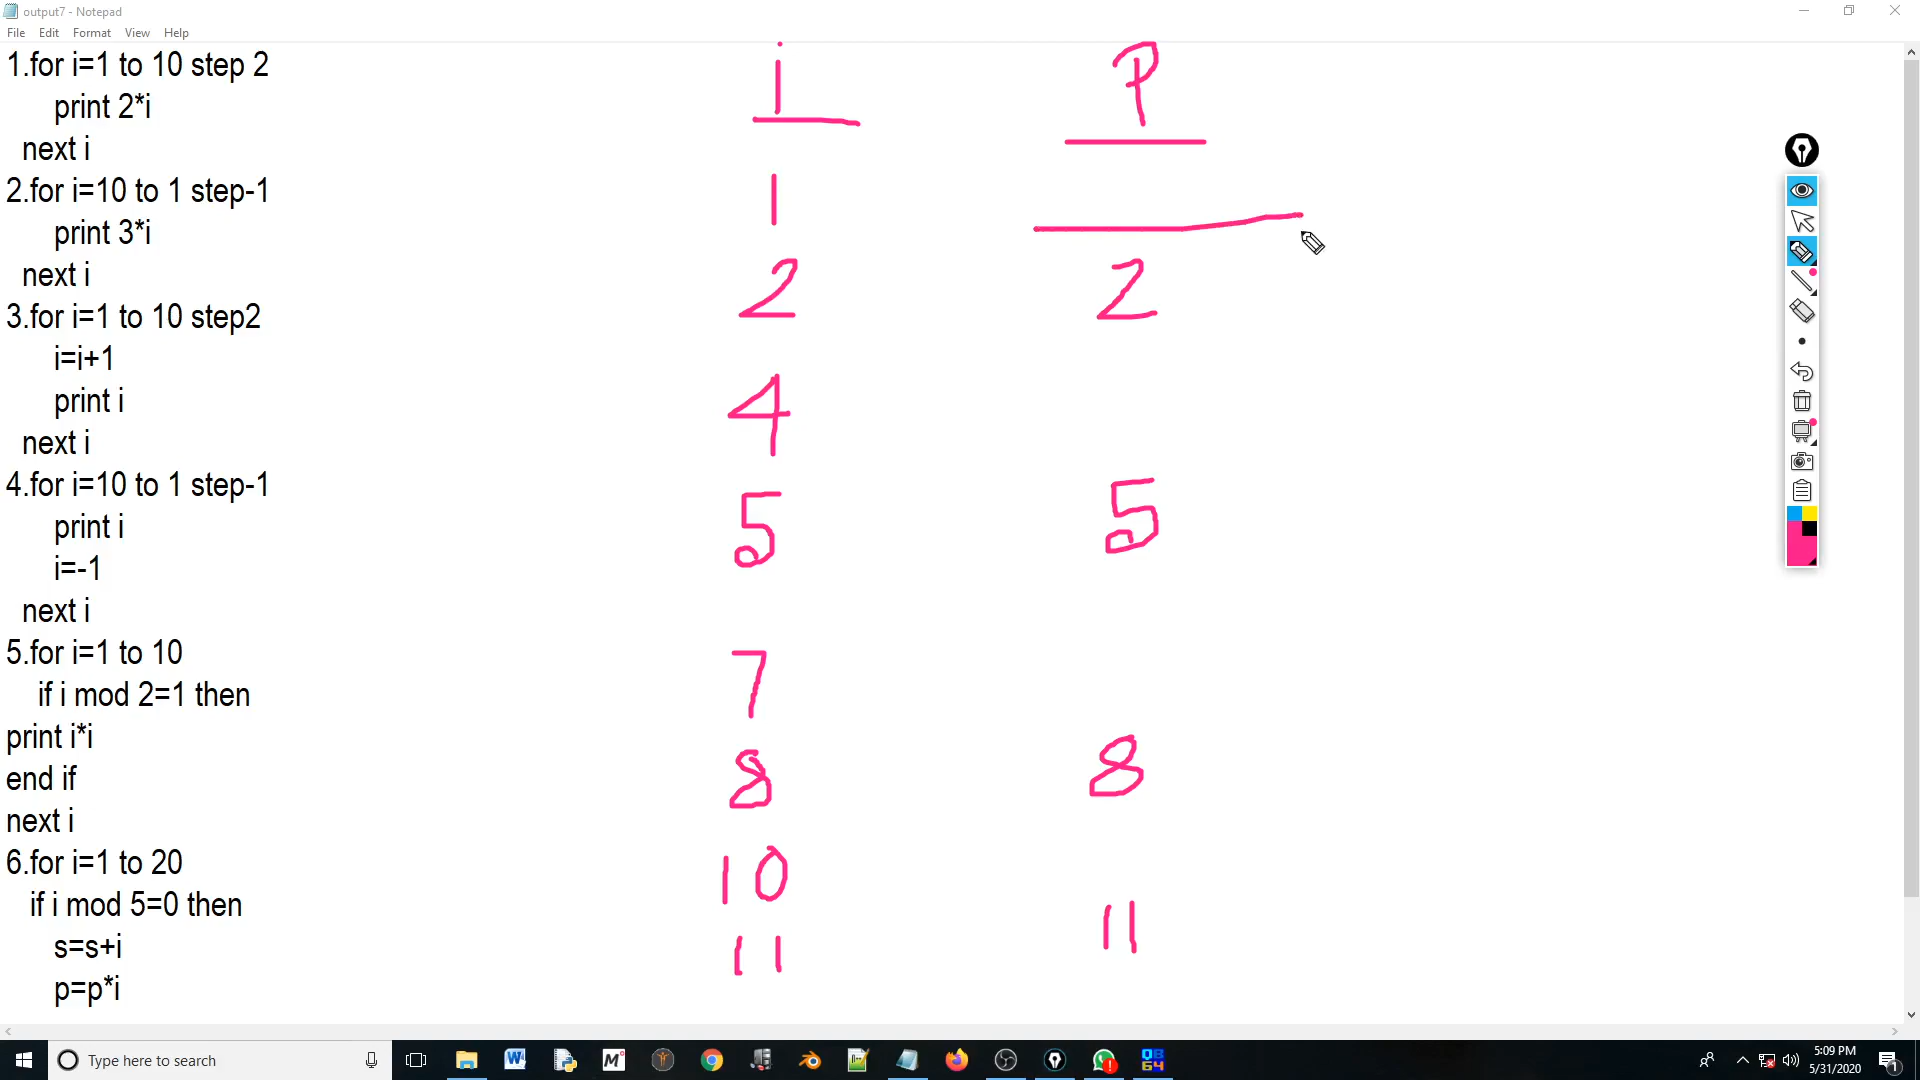 output7 - Notepad
File Edit Format View Help
1.for i=1 to 10 step 2
print 2*i
next i
2.for i=10 to 1 step-1
print 3*i
next i
3.for i=1 to 10 step2
i=i+1
print i
next i
4.for i=10 to 1 step-1
print i
i=-1
next i
5.for i=1 to 10
if i mod 2=1 then
print i*i
end if
next i
6.for i=1 to 20
if i mod 5=0 then
s=s+i
p=p*i
i P
1
2 2
4
5 5
7
8 8
10
11 11
Type here to search
QB
64
5:09 PM
5/31/2020
1